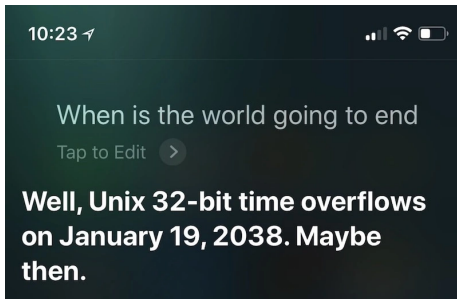 10:23
When is the world going to end
Tap to Edit
Well, Unix 32-bit time overflows
on January 19, 2038. Maybe
then.